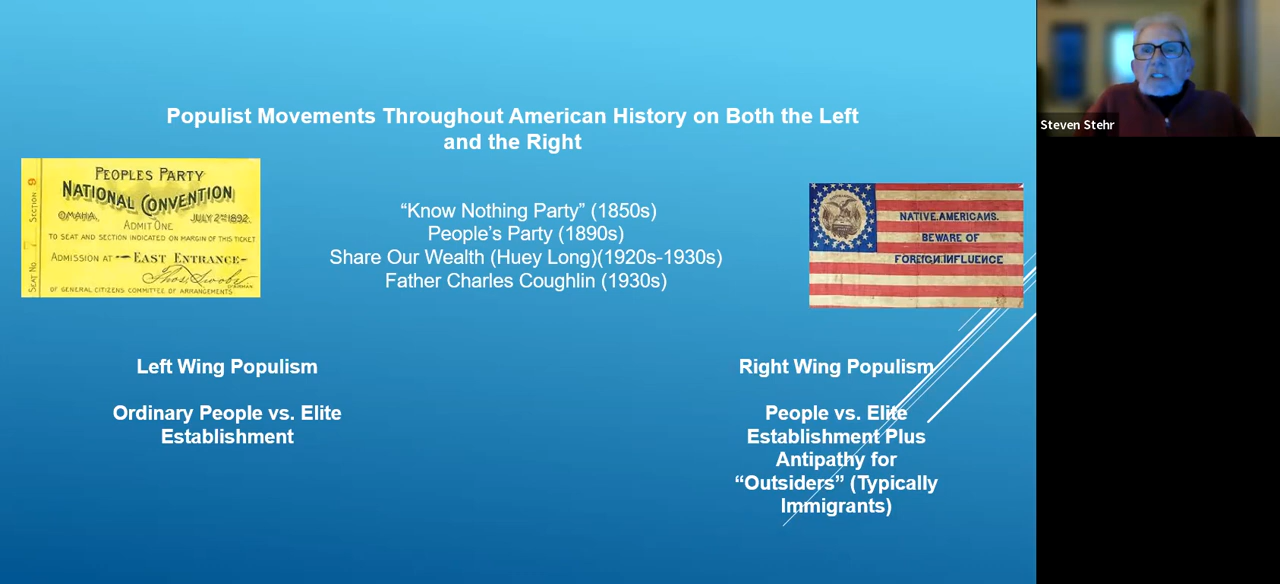 Populist Movements Throughout American History on Both the Left
and the Right
PEOPLES PARTY
NATIONAL CONVENTION
OMAHA,
JULY 2ND 1892.
ADMIT ONE
TO SEAT AND SECTION INDICATED ON MARGIN OF THIS TICKET
ADMISSION AT EAST ENTRANCE
OF GENERAL CITIZENS COMMITTEE OF ARRANGEMENTS
SECTION 9
SEAT No. 7
“Know Nothing Party” (1850s)
People’s Party (1890s)
Share Our Wealth (Huey Long)(1920s-1930s)
Father Charles Coughlin (1930s)
NATIVE AMERICANS.
BEWARE OF
FOREIGN INFLUENCE
Left Wing Populism
Ordinary People vs. Elite
Establishment
Right Wing Populism
People vs. Elite
Establishment Plus
Antipathy for
“Outsiders” (Typically
Immigrants)
Steven Stehr